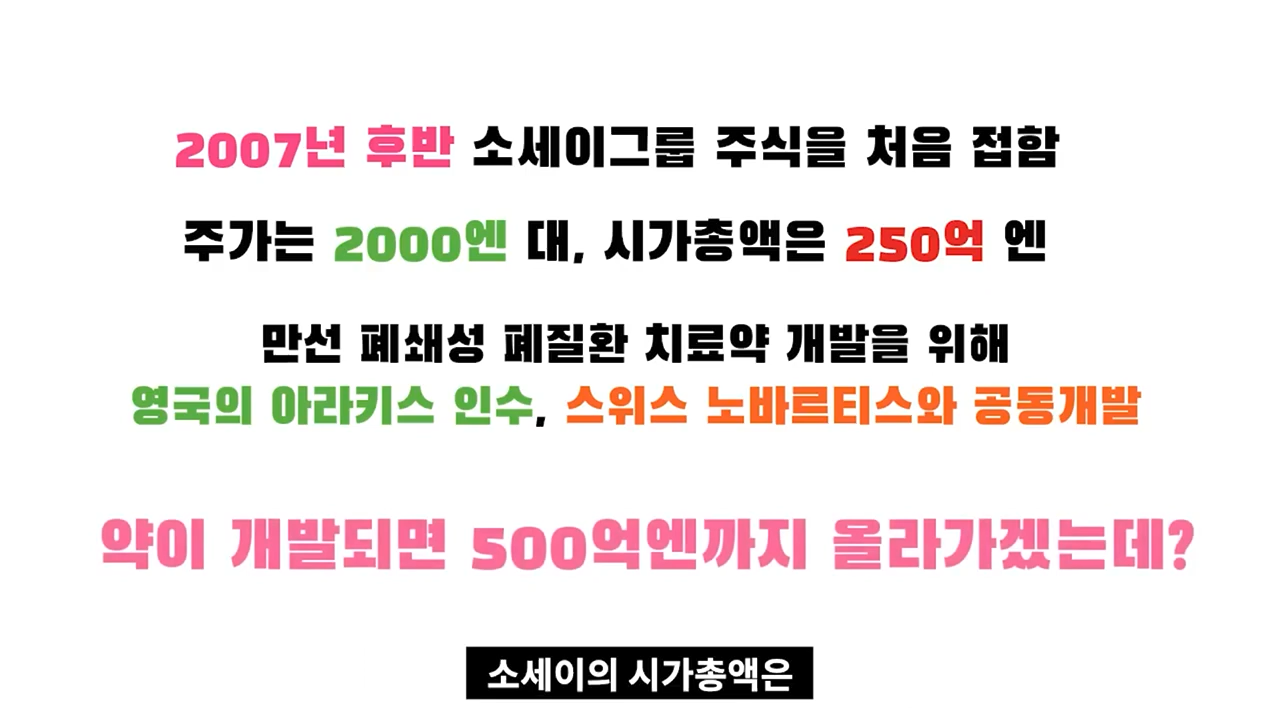 2007년 후반 소세이그룹 주식을 처음 접함
주가는 2000엔 대, 시가총액은 250억 엔
만선 폐쇄성 폐질환 치료약 개발을 위해
영국의 아라키스 인수, 스위스 노바르티스와 공동개발
약이 개발되면 500억엔까지 올라가겠는데?
소세이의 시가총액은